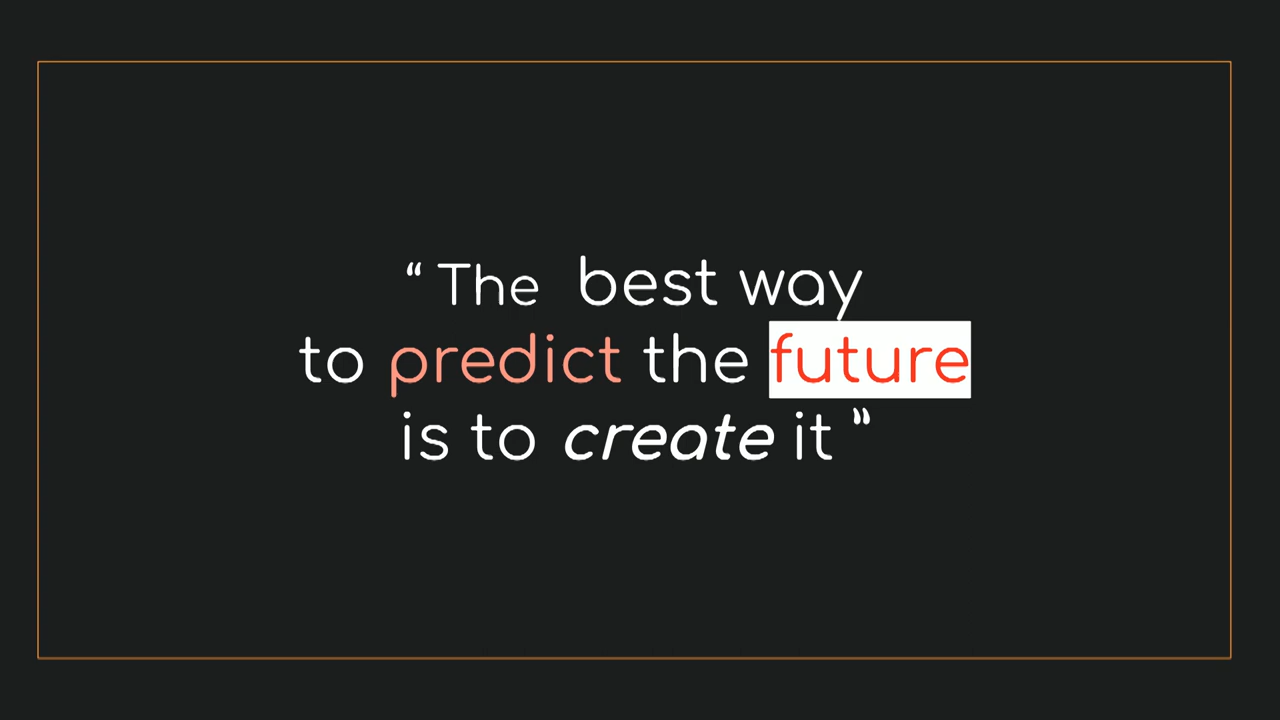 “ The best way
to predict the future
is to create it ”